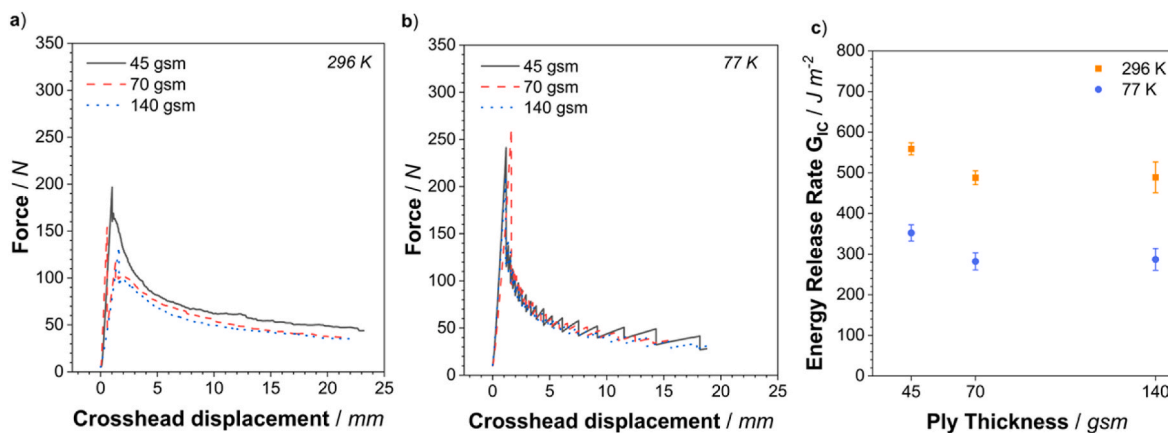 a)
350
300
250
200
150
100
50
0
Force / N
45 gsm
70 gsm
140 gsm
296 K
0 5 10 15 20 25
Crosshead displacement / mm
b)
350
300
250
200
150
100
50
0
Force / N
45 gsm
70 gsm
140 gsm
77 K
0 5 10 15 20 25
Crosshead displacement / mm
c)
800
700
600
500
400
300
200
100
0
Energy Release Rate G_IC / J m⁻²
296 K
77 K
45 70 140
Ply Thickness / gsm